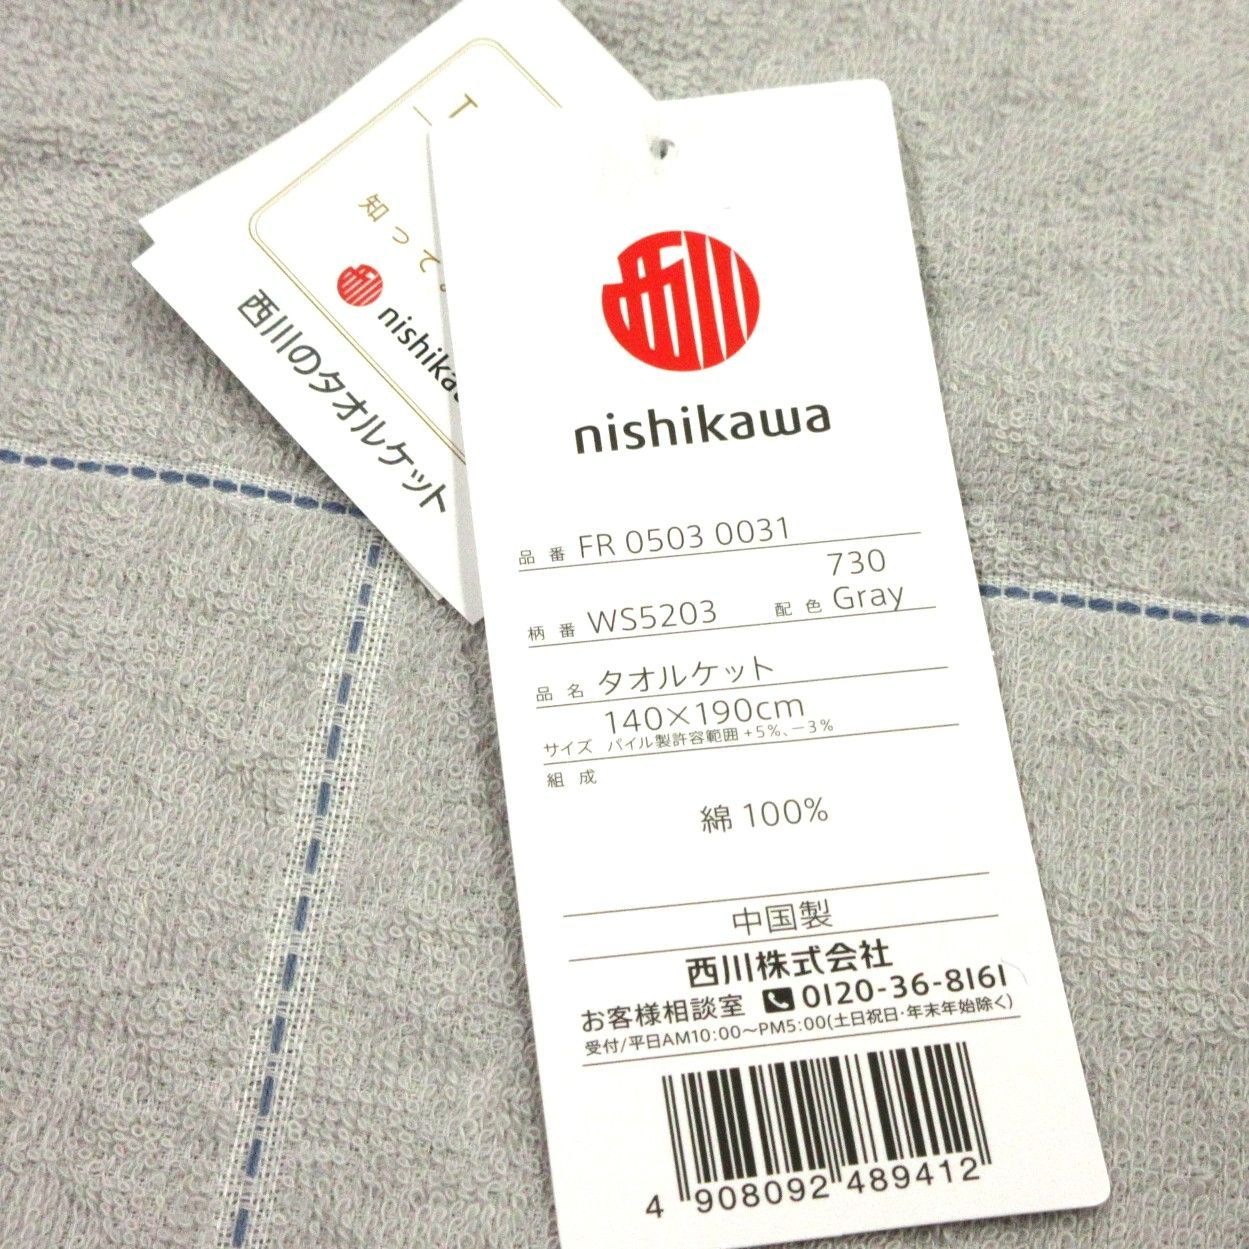 T
知って
nishika
西川のタオルケット
西川
nishikawa
品番 FR 0503 0031
730
柄番 WS5203 配色 Gray
品名 タオルケット
140×190cm
サイズ パイル製許容範囲+5%、-3%
組成
綿 100%
中国製
西川株式会社
お客様相談室 0120-36-8161
受付/平日AM10:00〜PM5:00(土日祝日・年末年始除く)
4 908092 489412